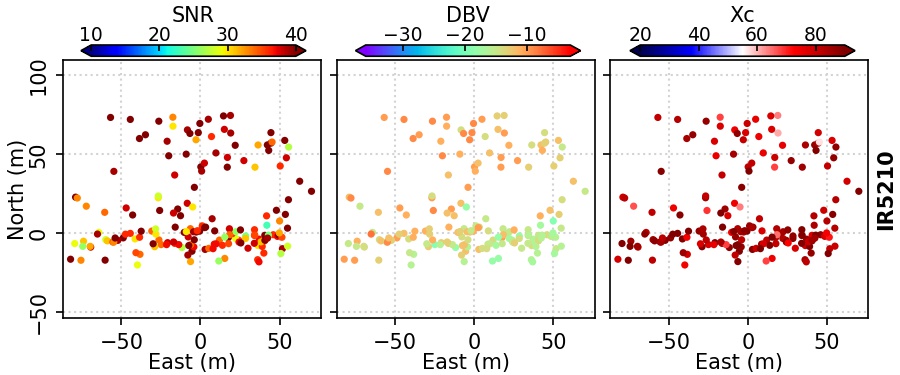 SNR DBV Xc
10 20 30 40 −30 −20 −10 20 40 60 80
100
50
0
−50
North (m)
IR5210
−50 0 50 −50 0 50 −50 0 50
East (m) East (m) East (m)